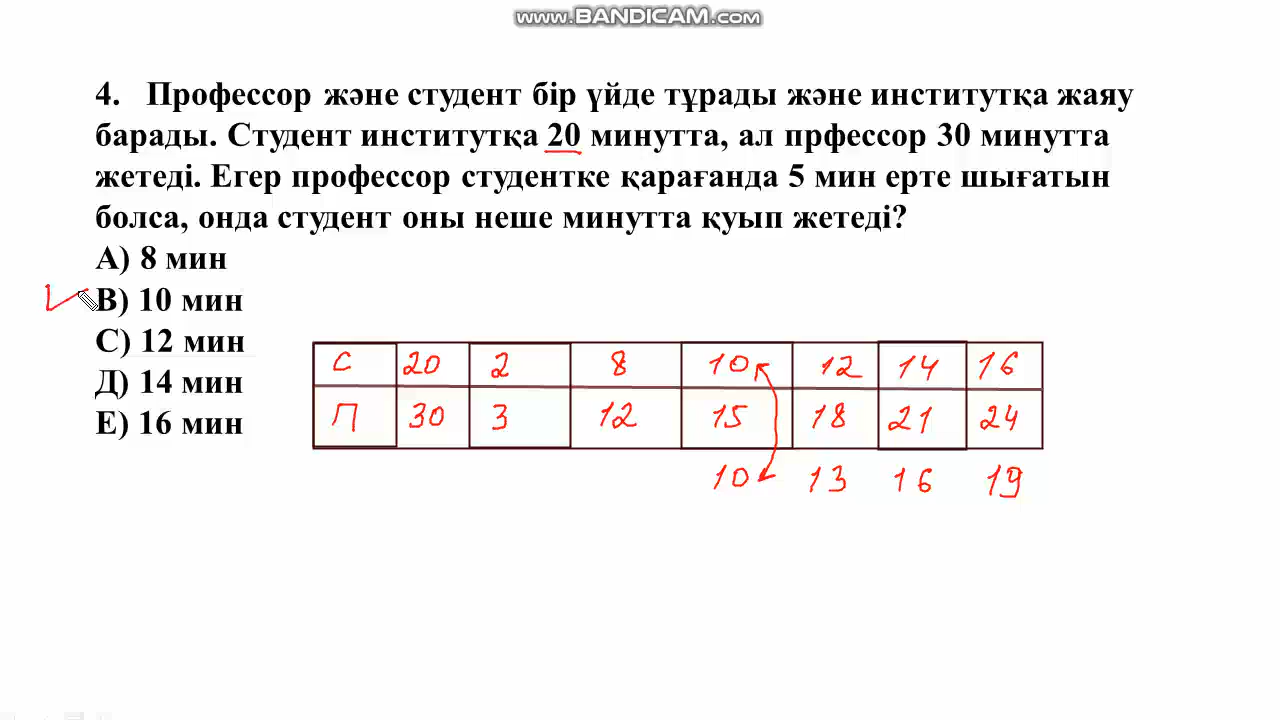 www.BANDICAM.com
4. Профессор және студент бір үйде тұрады және институтқа жаяу
барады. Студент институтқа 20 минутта, ал прфессор 30 минутта
жетеді. Егер профессор студентке қарағанда 5 мин ерте шығатын
болса, онда студент оны неше минутта қуып жетеді?
А) 8 мин
В) 10 мин
С) 12 мин
Д) 14 мин
Е) 16 мин
С 20 2 8 10 12 14 16
П 30 3 12 15 18 21 24
10 13 16 19